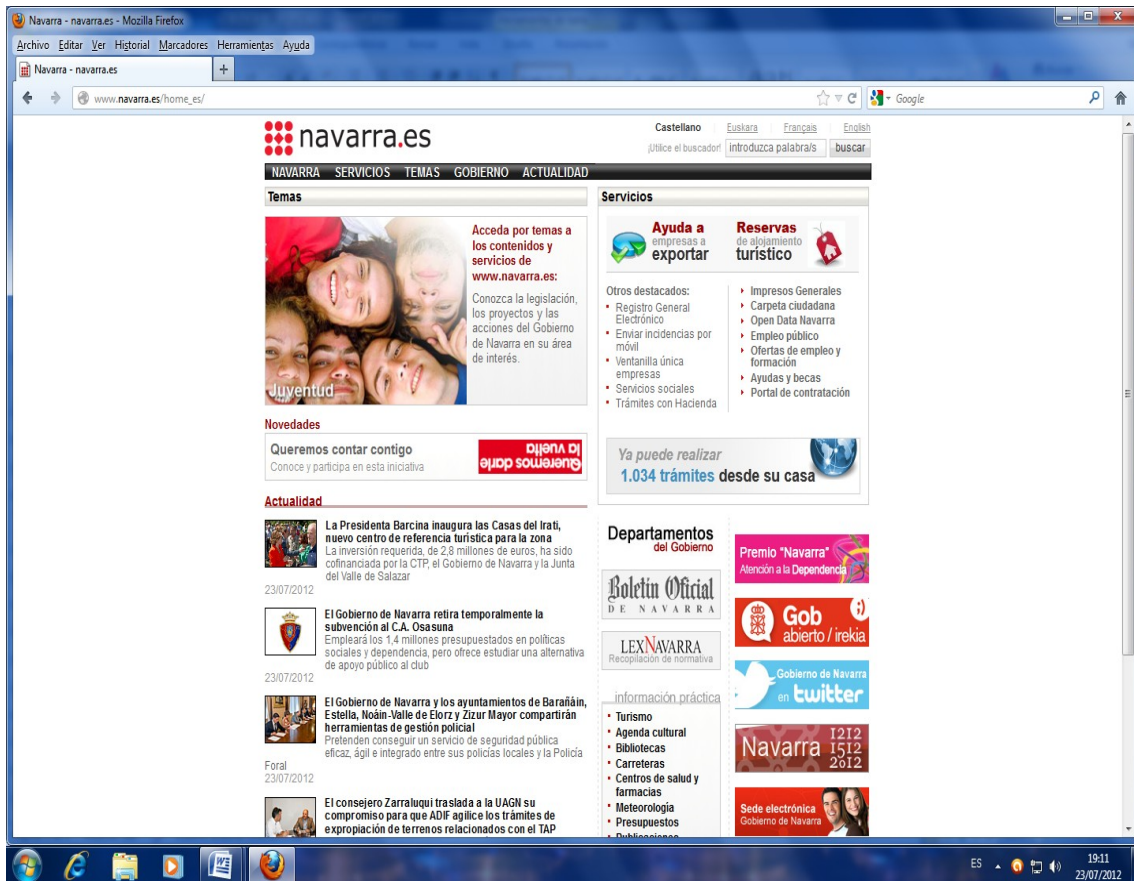 Navarra - navarra.es - Mozilla Firefox
Archivo Editar Ver Historial Marcadores Herramientas Ayuda
Navarra - navarra.es
www.navarra.es/home_es/
Google
navarra.es
Castellano Euskara Français English
¡Utilice el buscador! introduzca palabra/s buscar
NAVARRA SERVICIOS TEMAS GOBIERNO ACTUALIDAD
Temas
Juventud
Acceda por temas a
los contenidos y
servicios de
www.navarra.es:
Conozca la legislación,
los proyectos y las
acciones del Gobierno
de Navarra en su área
de interés.
Novedades
Queremos contar contigo
Conoce y participa en esta iniciativa
Queremos darle
la vuelta
Actualidad
La Presidenta Barcina inaugura las Casas del Irati,
nuevo centro de referencia turística para la zona
La inversión requerida, de 2,8 millones de euros, ha sido
cofinanciada por la CTP, el Gobierno de Navarra y la Junta
del Valle de Salazar
23/07/2012
El Gobierno de Navarra retira temporalmente la
subvención al C.A. Osasuna
Empleará los 1,4 millones presupuestados en políticas
sociales y dependencia, pero ofrece estudiar una alternativa
de apoyo público al club
23/07/2012
El Gobierno de Navarra y los ayuntamientos de Barañáin,
Estella, Noáin-Valle de Elorz y Zizur Mayor compartirán
herramientas de gestión policial
Pretenden conseguir un servicio de seguridad pública
eficaz, ágil e integrado entre sus policías locales y la Policía
Foral
23/07/2012
El consejero Zarraluqui traslada a la UAGN su
compromiso para que ADIF agilice los trámites de
expropiación de terrenos relacionados con el TAP
Servicios
Ayuda a
empresas a
exportar
Reservas
de alojamiento
turístico
Otros destacados:
Registro General
Electrónico
Enviar incidencias por
móvil
Ventanilla única
empresas
Servicios sociales
Trámites con Hacienda
Impresos Generales
Carpeta ciudadana
Open Data Navarra
Empleo público
Ofertas de empleo y
formación
Ayudas y becas
Portal de contratación
Ya puede realizar
1.034 trámites desde su casa
Departamentos
del Gobierno
Boletin Oficial
DE NAVARRA
LEXNAVARRA
Recopilación de normativa
información práctica
Turismo
Agenda cultural
Bibliotecas
Carreteras
Centros de salud y
farmacias
Meteorología
Presupuestos
Publicaciones
Premio "Navarra"
Atención a la Dependencia
Gob ;)
abierto / irekia
Gobierno de Navarra
en twitter
Navarra 1212
1512
2012
Sede electrónica
Gobierno de Navarra
ES 19:11
23/07/2012